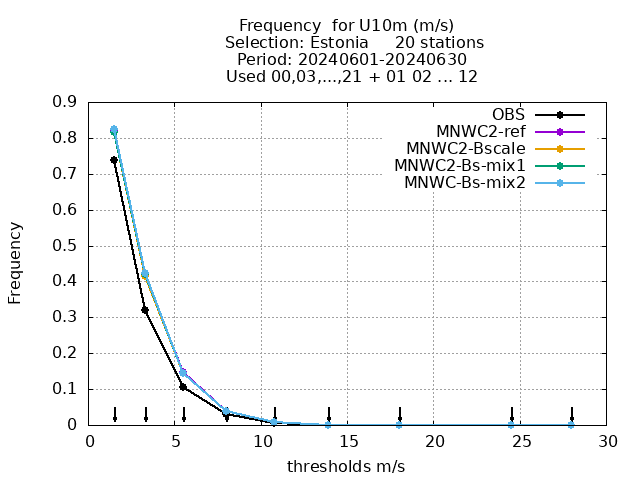 Frequency  for U10m (m/s)
Selection: Estonia     20 stations
Period: 20240601-20240630
Used 00,03,...,21 + 01 02 ... 12
OBS
MNWC2-ref
MNWC2-Bscale
MNWC2-Bs-mix1
MNWC-Bs-mix2
Frequency
0.9
0.8
0.7
0.6
0.5
0.4
0.3
0.2
0.1
0
0 5 10 15 20 25 30
thresholds m/s